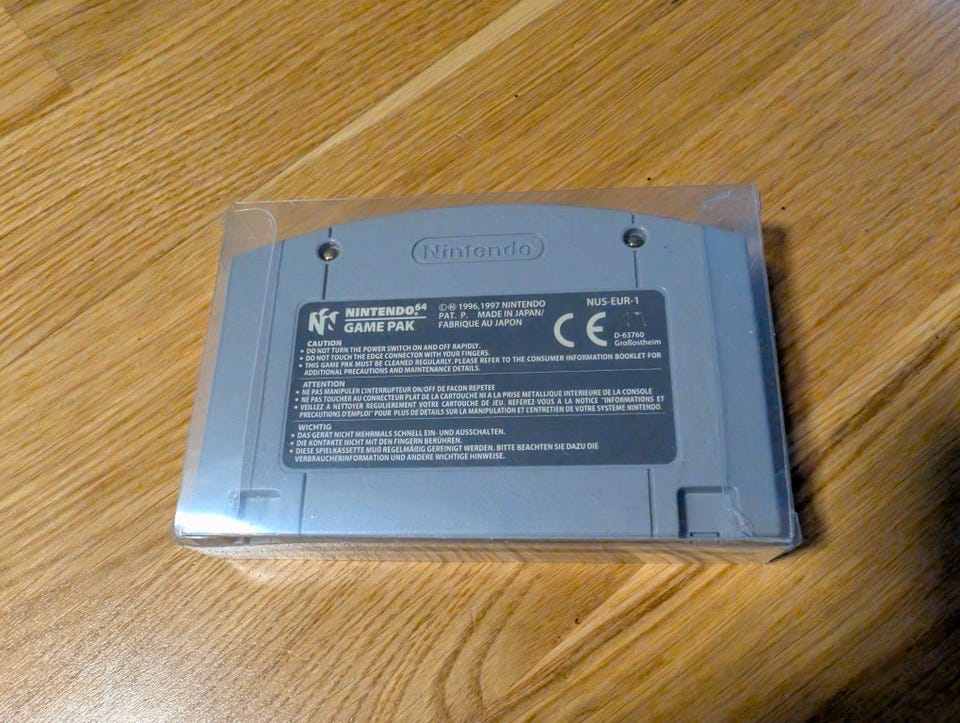 Nintendo
NINTENDO 64
GAME PAK
©Ⓜ 1996,1997 NINTENDO
PAT. P. MADE IN JAPAN/
FABRIQUE AU JAPON
NUS-EUR-1
CE
D-63760
Großostheim
CAUTION
• DO NOT TURN THE POWER SWITCH ON AND OFF RAPIDLY.
• DO NOT TOUCH THE EDGE CONNECTOR WITH YOUR FINGERS.
• THIS GAME PAK MUST BE CLEANED REGULARLY. PLEASE REFER TO THE CONSUMER INFORMATION BOOKLET FOR
ADDITIONAL PRECAUTIONS AND MAINTENANCE DETAILS.
ATTENTION
• NE PAS MANIPULER L'INTERRUPTEUR ON/OFF DE FACON REPETEE
• NE PAS TOUCHER AU CONNECTEUR PLAT DE LA CARTOUCHE NI A LA PRISE METALLIQUE INTERIEURE DE LA CONSOLE
• VEILLEZ A NETTOYER REGULIEREMENT VOTRE CARTOUCHE DE JEU. REFEREZ-VOUS A LA NOTICE "INFORMATIONS ET
PRECAUTIONS D'EMPLOI" POUR PLUS DE DETAILS SUR LA MANIPULATION ET L'ENTRETIEN DE VOTRE SYSTEME NINTENDO.
WICHTIG
• DAS GERÄT NICHT MEHRMALS SCHNELL EIN- UND AUSSCHALTEN.
• DIE KONTAKTE NICHT MIT DEN FINGERN BERÜHREN.
• DIESE SPIELKASSETTE MUß REGELMÄßIG GEREINIGT WERDEN. BITTE BEACHTEN SIE DAZU DIE
VERBRAUCHERINFORMATION UND ANDERE WICHTIGE HINWEISE.